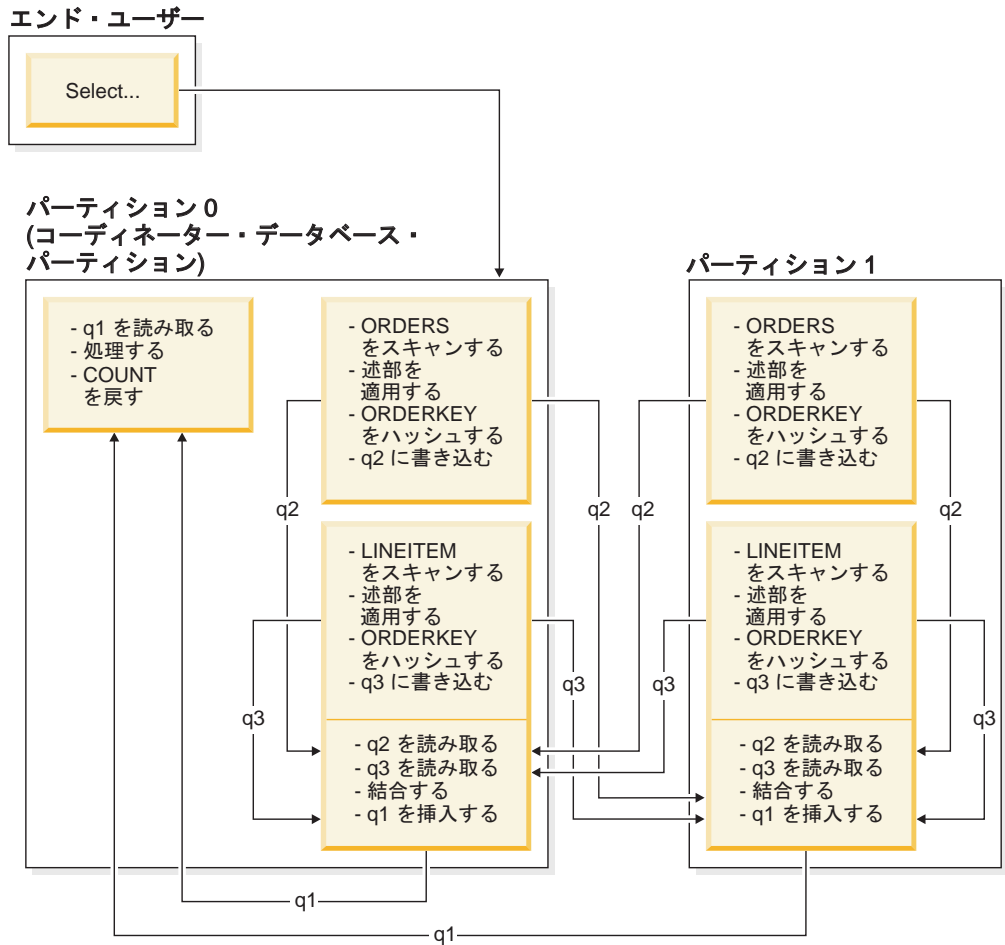 エンド・ユーザー
Select...
パーティション 0
(コーディネーター・データベース・
パーティション)
パーティション 1
- q1 を読み取る
- 処理する
- COUNT
を戻す
- ORDERS
をスキャンする
- 述部を
適用する
- ORDERKEY
をハッシュする
- q2 に書き込む
- ORDERS
をスキャンする
- 述部を
適用する
- ORDERKEY
をハッシュする
- q2 に書き込む
q2
q2
q2
q2
- LINEITEM
をスキャンする
- 述部を
適用する
- ORDERKEY
をハッシュする
- q3 に書き込む
- LINEITEM
をスキャンする
- 述部を
適用する
- ORDERKEY
をハッシュする
- q3 に書き込む
q3
q3
q3
q3
- q2 を読み取る
- q3 を読み取る
- 結合する
- q1 を挿入する
- q2 を読み取る
- q3 を読み取る
- 結合する
- q1 を挿入する
q1
q1